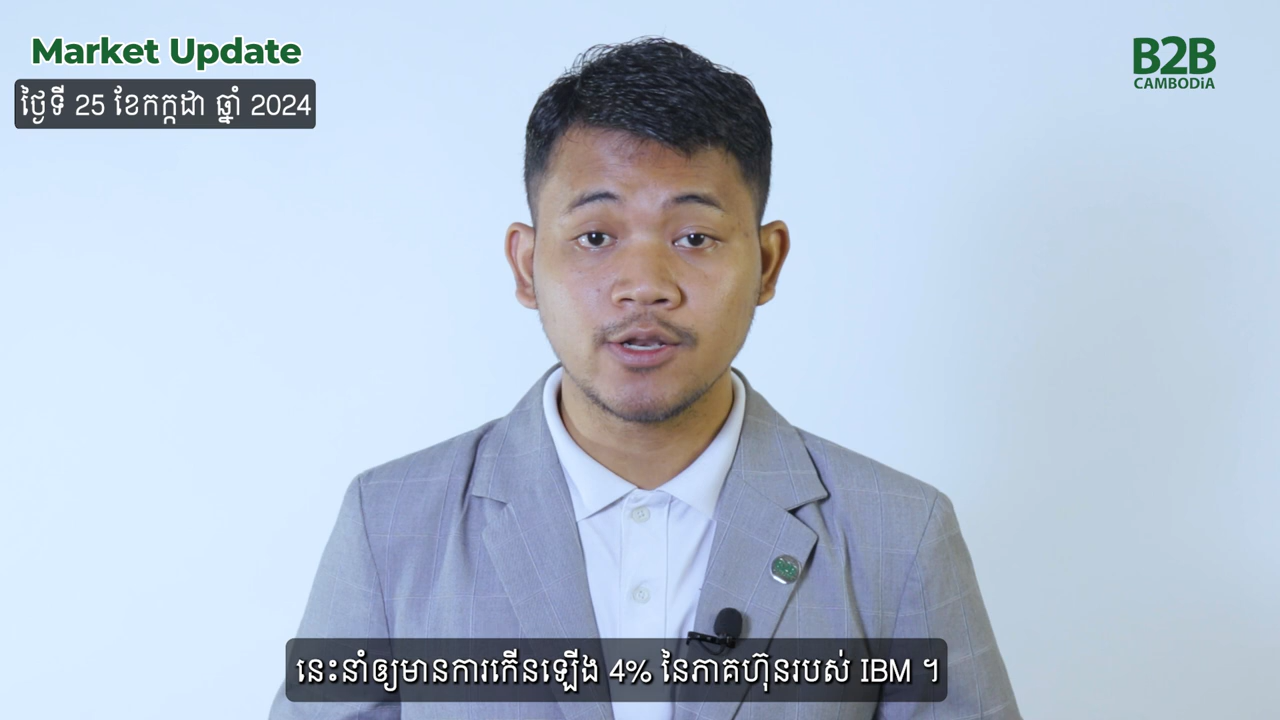 Market Update
ថ្ងៃទី 25 ខែកក្កដា ឆ្នាំ 2024
B2B
CAMBODiA
នេះនាំឲ្យមានការកើនឡើង 4% នៃភាគហ៊ុនរបស់ IBM ។